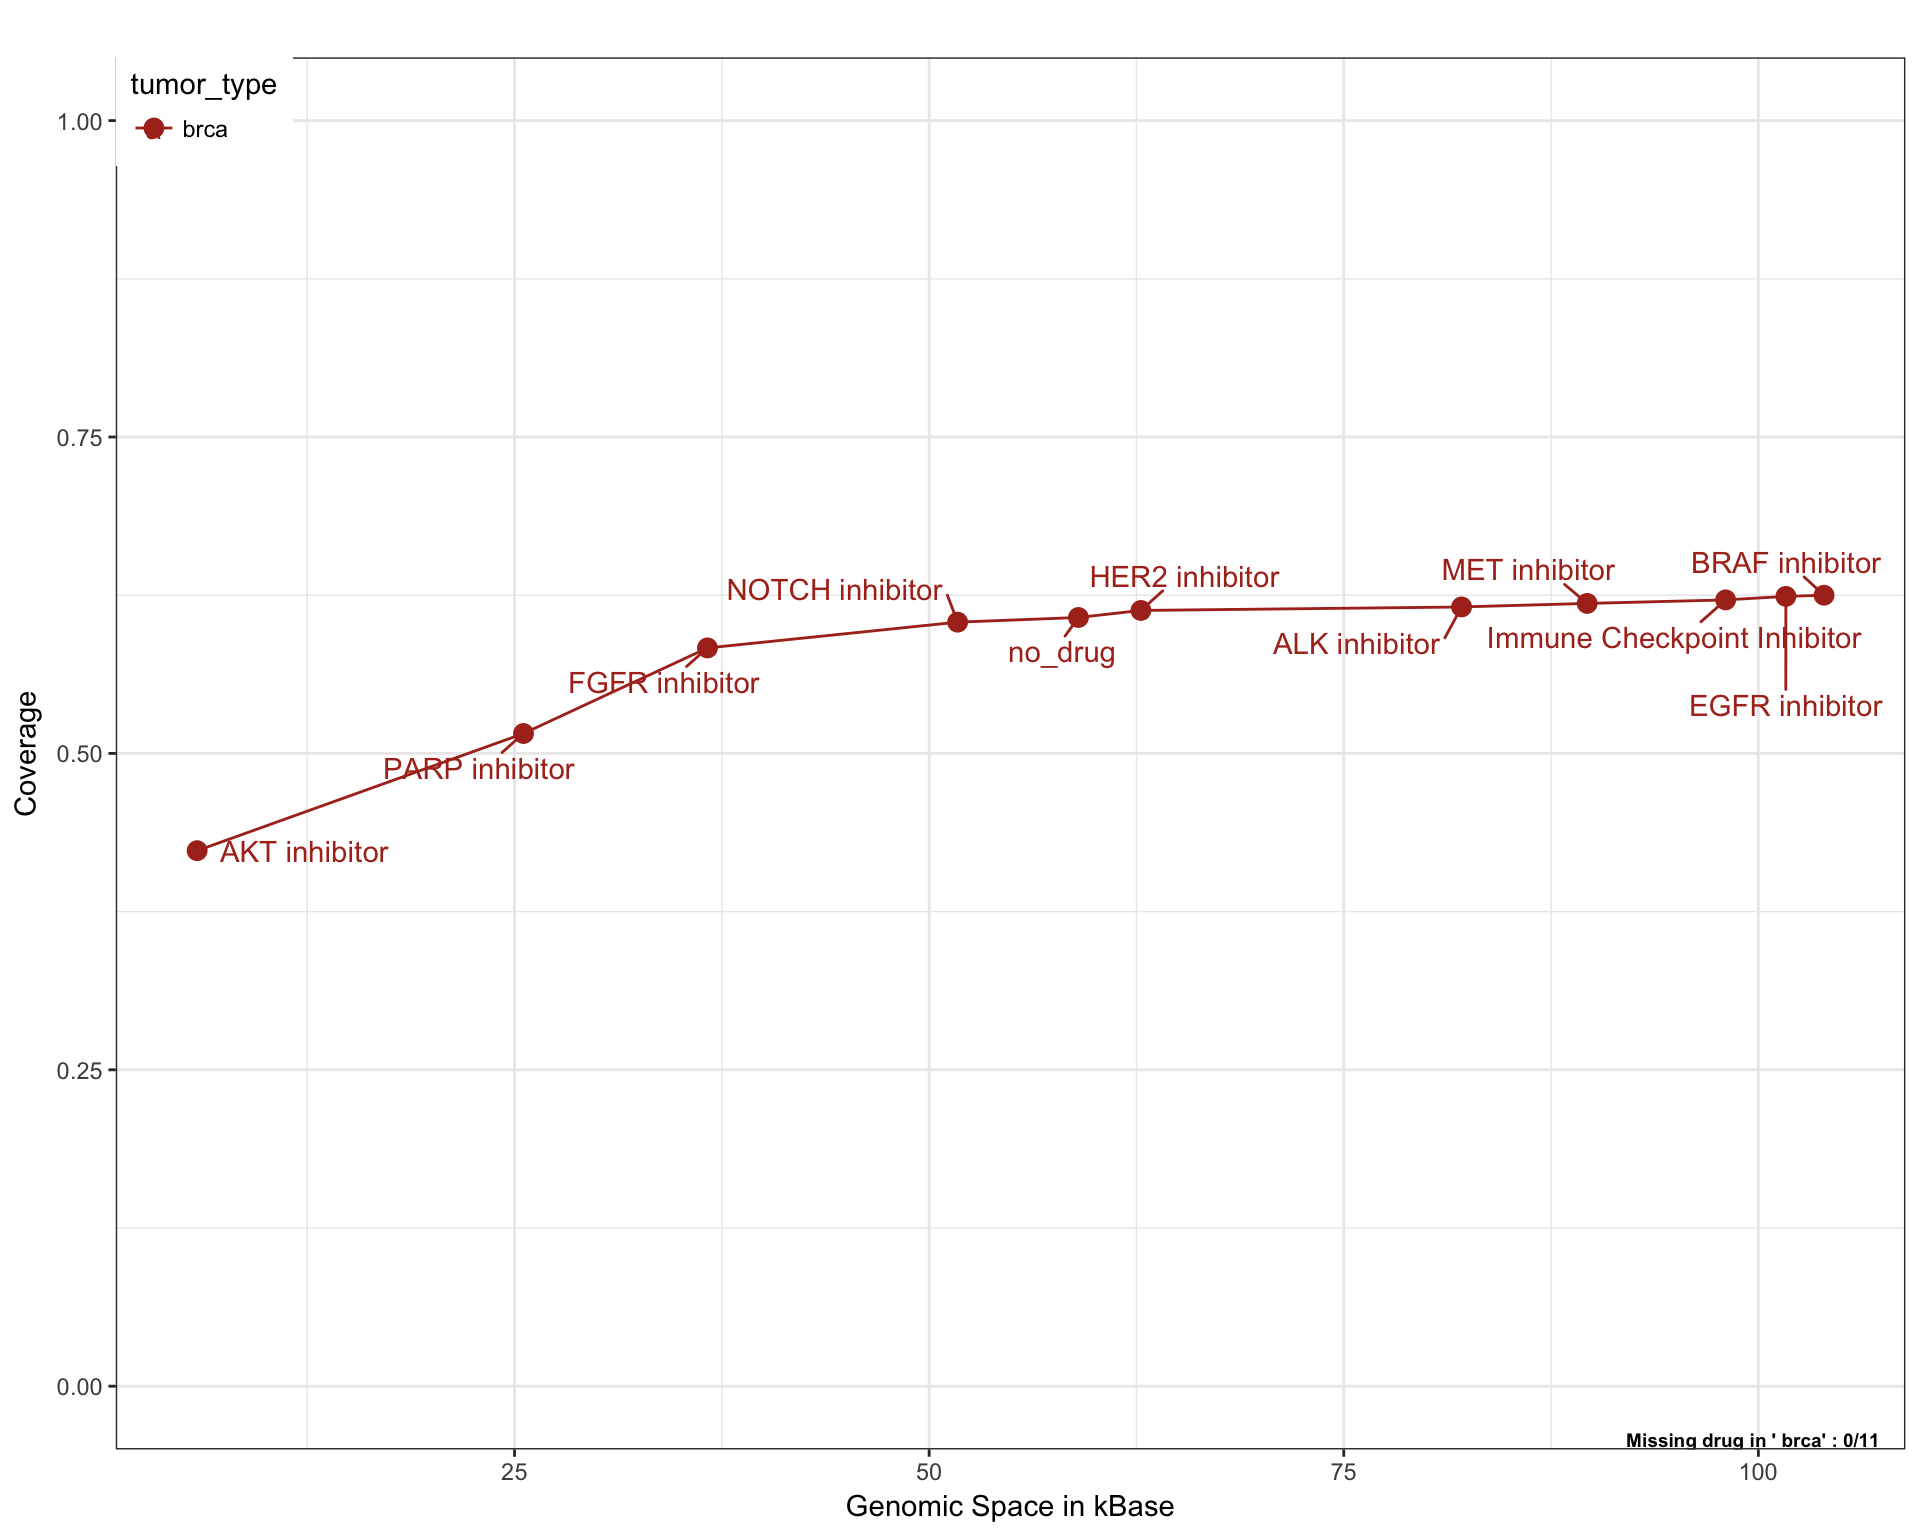 tumor_type
brca
1.00
0.75
0.50
0.25
0.00
Coverage
BRAF inhibitor
MET inhibitor
HER2 inhibitor
NOTCH inhibitor
Immune Checkpoint Inhibitor
ALK inhibitor
no_drug
FGFR inhibitor
EGFR inhibitor
PARP inhibitor
AKT inhibitor
Missing drug in ' brca' : 0/11
25
50
75
100
Genomic Space in kBase